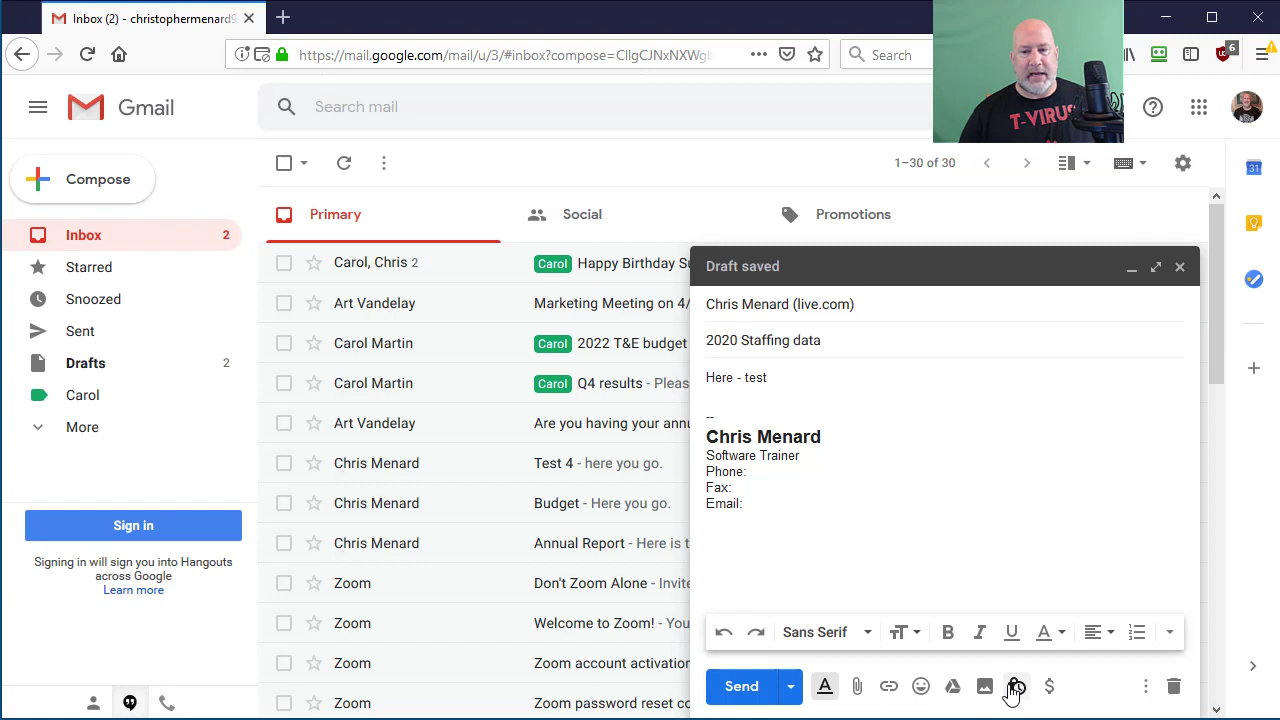 Inbox (2) - christophermenard9
https://mail.google.com/mail/u/3/#inbox?compose=CllgCJNxNXWg
Search
6
T-VIRUS
Gmail
Search mail
Compose
1–30 of 30
Inbox 2
Starred
Snoozed
Sent
Drafts 2
Carol
More
Sign in
Signing in will sign you into Hangouts
across Google
Learn more
Primary
Social
Promotions
Carol, Chris 2 Carol Happy Birthday Su
Art Vandelay Marketing Meeting on 4/
Carol Martin Carol 2022 T&E budget
Carol Martin Carol Q4 results - Pleas
Art Vandelay Are you having your annu
Chris Menard Test 4 - here you go.
Chris Menard Budget - Here you go.
Chris Menard Annual Report - Here is t
Zoom Don't Zoom Alone - Invite
Zoom Welcome to Zoom! - You
Zoom Zoom account activation
Zoom Zoom password reset co
Draft saved
Chris Menard (live.com)
2020 Staffing data
Here - test
--
Chris Menard
Software Trainer
Phone:
Fax:
Email:
Sans Serif
Send
31